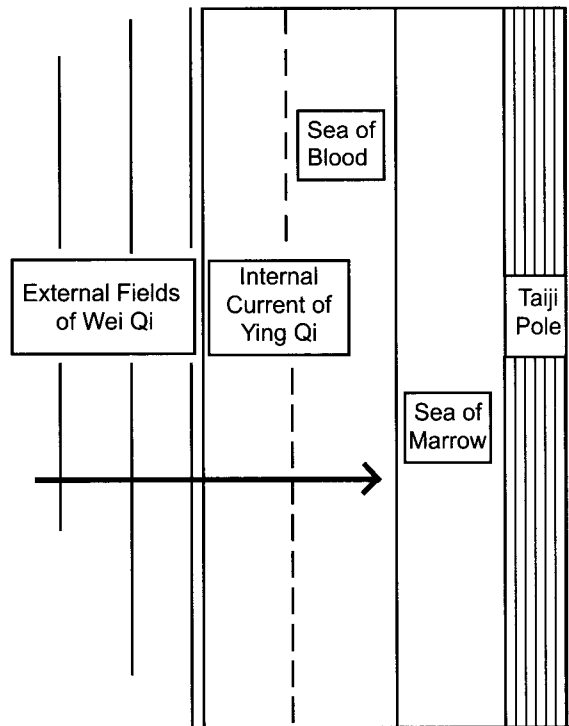 Sea of
Blood
External Fields
of Wei Qi
Internal
Current of
Ying Qi
Taiji
Pole
Sea of
Marrow